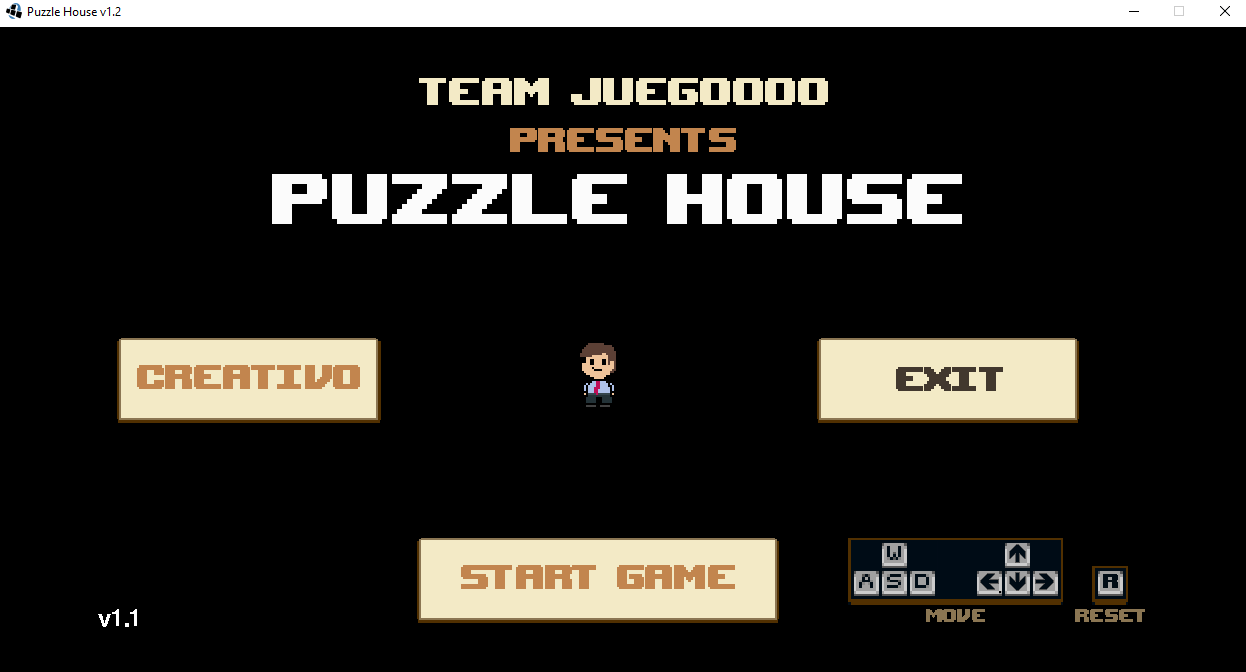 Puzzle House v1.2
TEAM JUEGOOOO
PRESENTS
PUZZLE HOUSE
CREATIVO
EXIT
START GAME
W
A S D
MOVE
R
RESET
v1.1